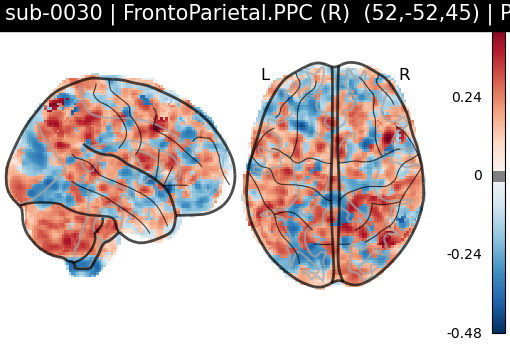 sub-0030 | FrontoParietal.PPC (R)  (52,-52,45) | P
L R
0.24
0
-0.24
-0.48